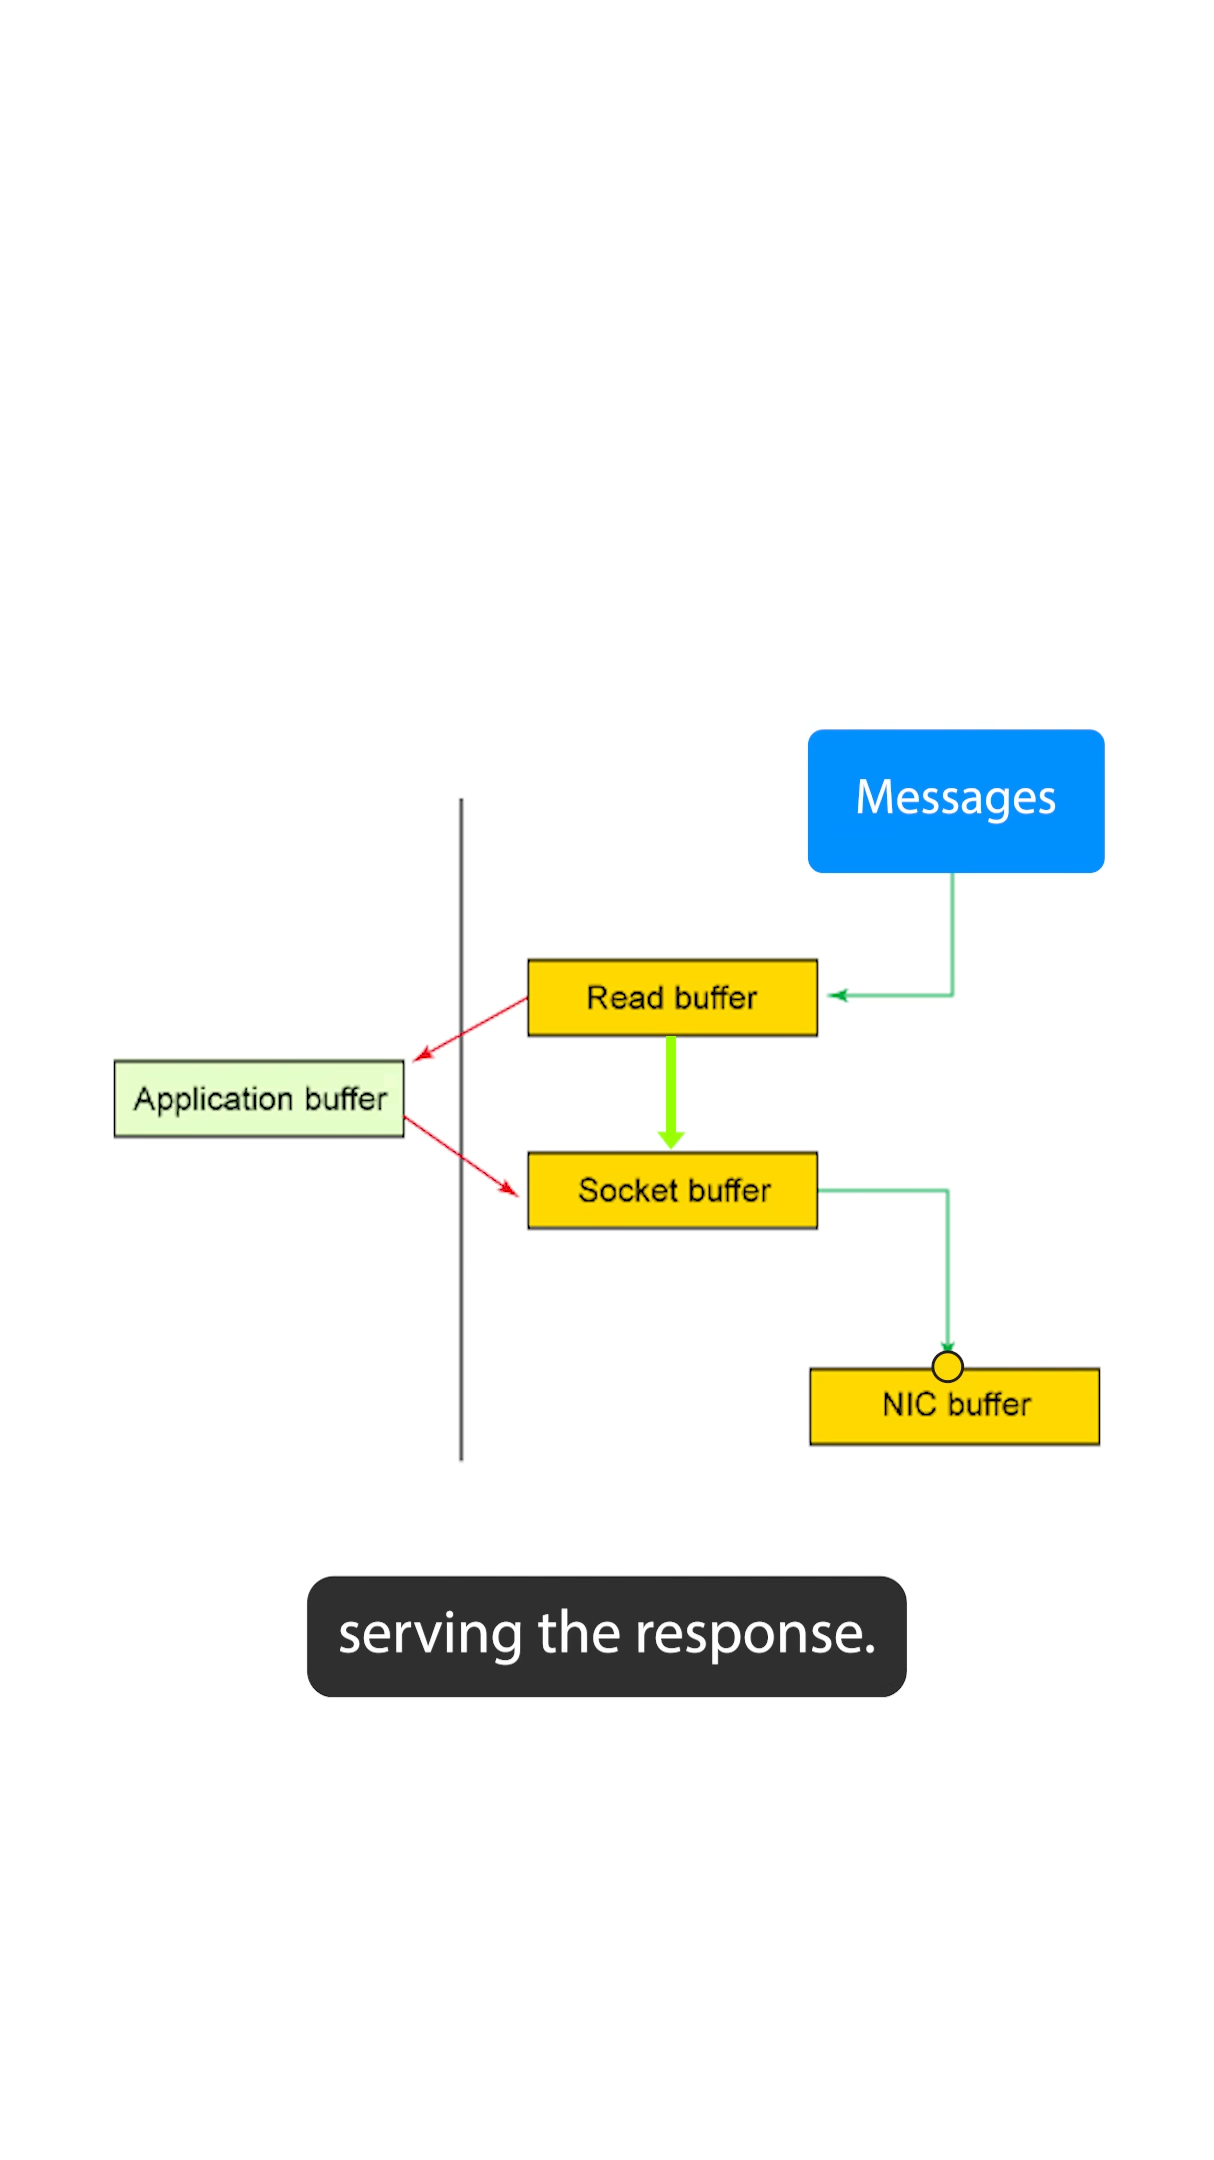 Messages
Read buffer
Application buffer
Socket buffer
NIC buffer
serving the response.